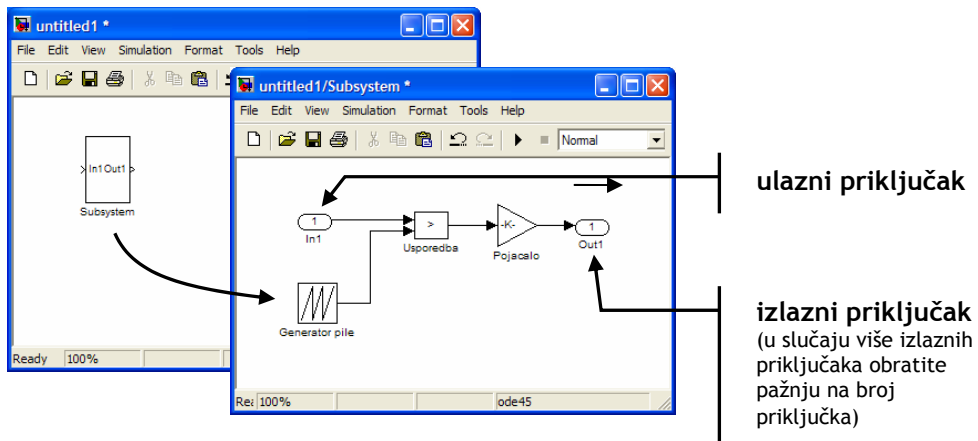 untitled1 *
File Edit View Simulation Format Tools Help
In1 Out1
Subsystem
Ready 100%
untitled1/Subsystem *
File Edit View Simulation Format Tools Help
Normal
1
In1
>
Usporedba
-K-
Pojacalo
1
Out1
Generator pile
Rea 100% ode45
ulazni priključak
izlazni priključak
(u slučaju više izlaznih
priključaka obratite
pažnju na broj
priključka)